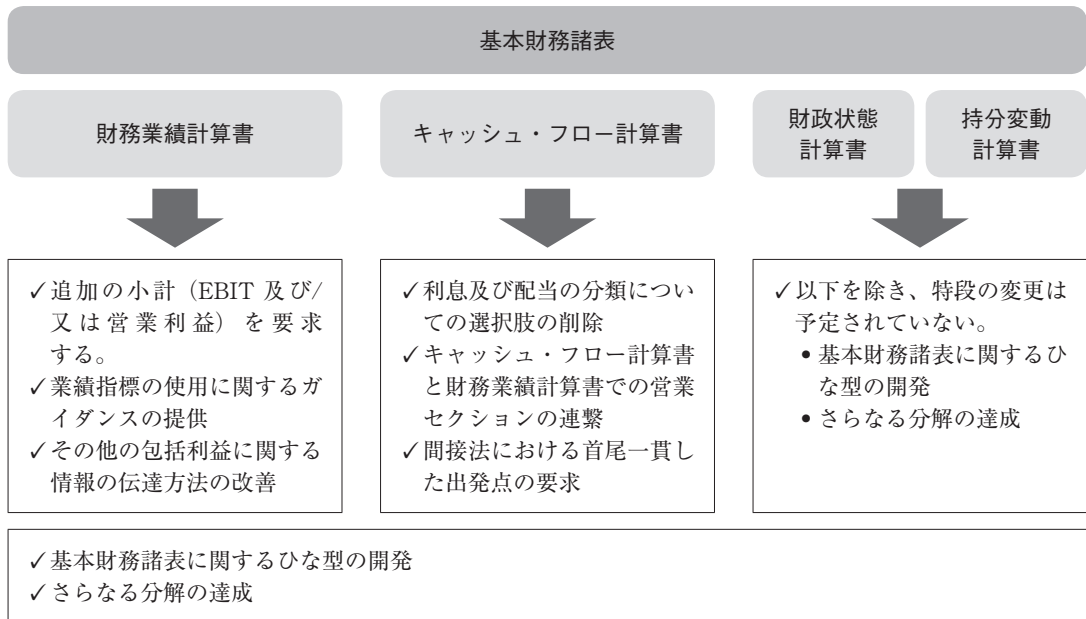 基本財務諸表
財務業績計算書
キャッシュ・フロー計算書
財政状態
計算書
持分変動
計算書
✓追加の小計（EBIT 及び/
又は営業利益）を要求
する。
✓業績指標の使用に関するガ
イダンスの提供
✓その他の包括利益に関する
情報の伝達方法の改善
✓利息及び配当の分類につい
ての選択肢の削除
✓キャッシュ・フロー計算書
と財務業績計算書での営業
セクションの連繋
✓間接法における首尾一貫し
た出発点の要求
✓以下を除き、特段の変更は
予定されていない。
• 基本財務諸表に関するひ
な型の開発
• さらなる分解の達成
✓基本財務諸表に関するひな型の開発
✓さらなる分解の達成